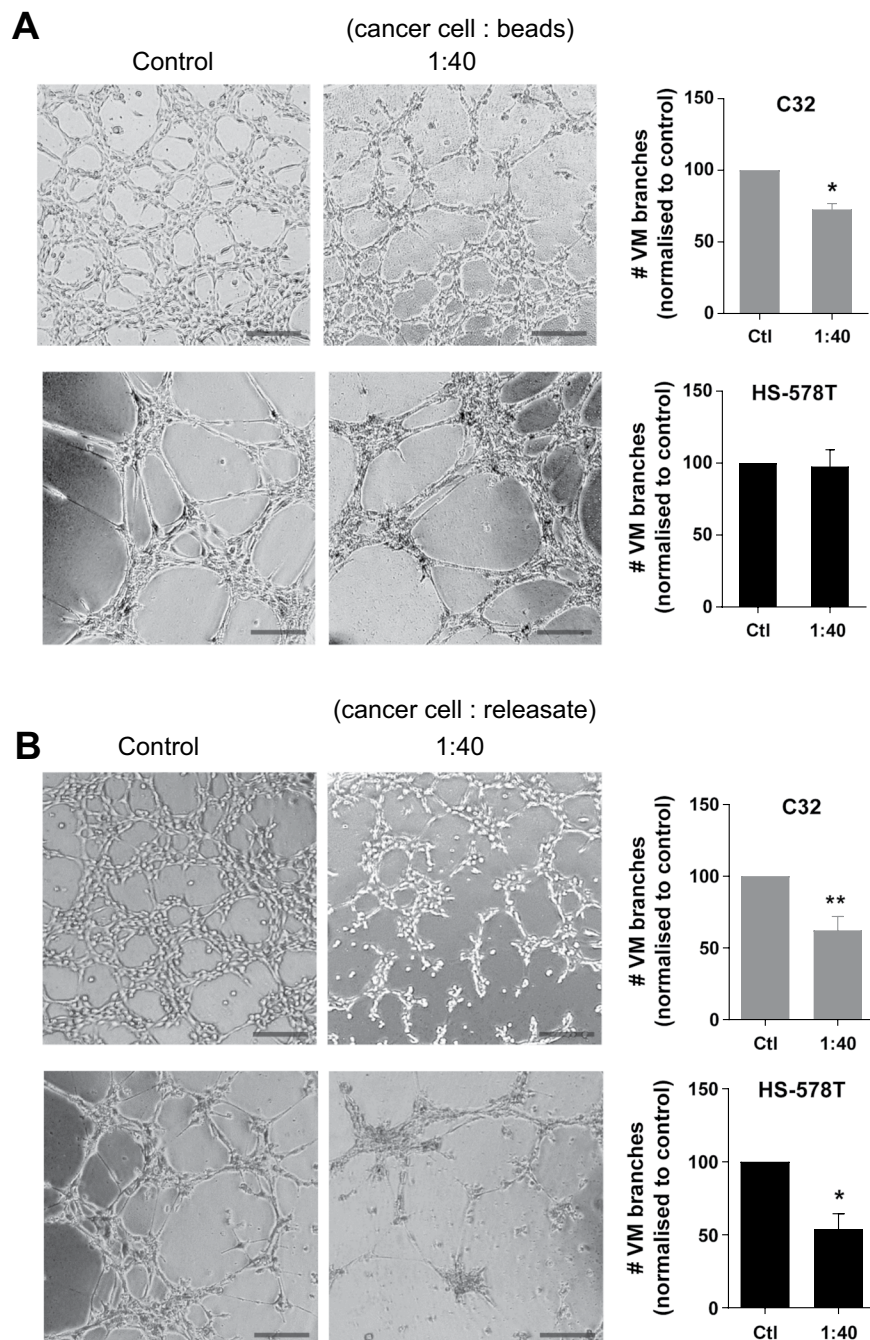 A
(cancer cell : beads)
Control
1:40
# VM branches
(normalised to control)
C32
150
100
50
0
*
Ctl
1:40
# VM branches
(normalised to control)
HS-578T
150
100
50
0
Ctl
1:40
B
(cancer cell : releasate)
Control
1:40
# VM branches
(normalised to control)
C32
150
100
50
0
**
Ctl
1:40
# VM branches
(normalised to control)
HS-578T
150
100
50
0
*
Ctl
1:40